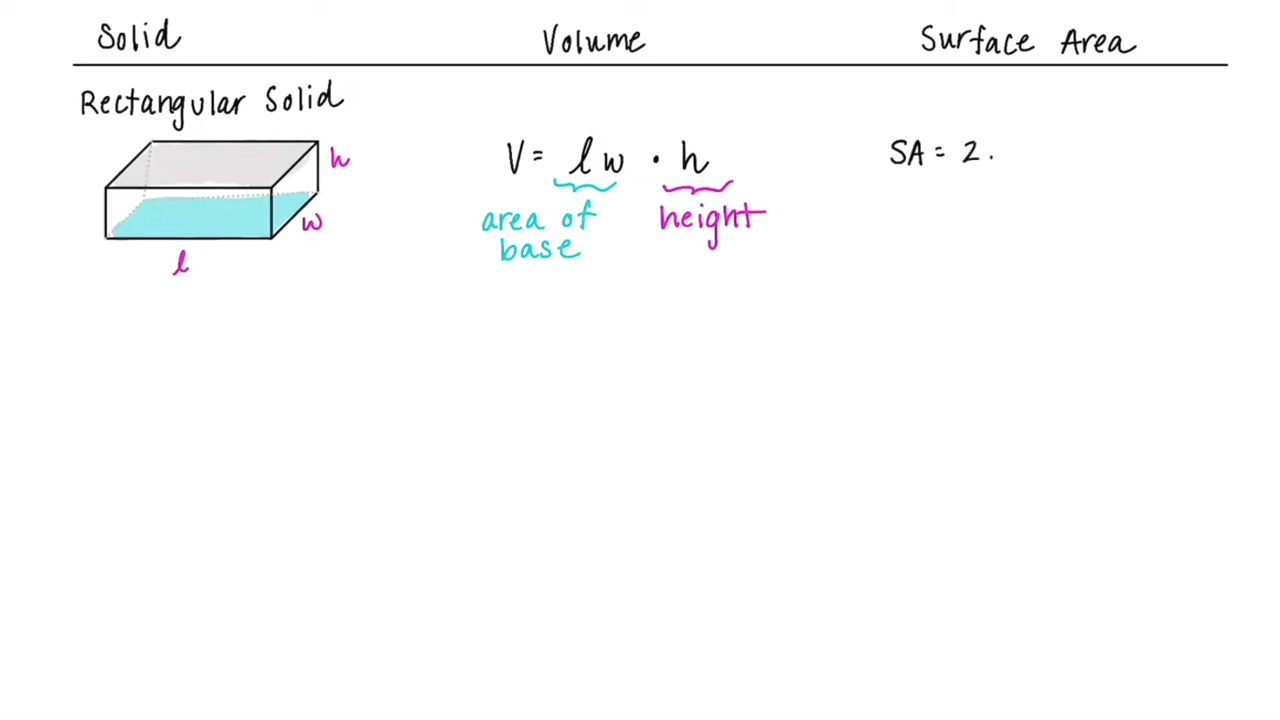 Solid Volume Surface Area
Rectangular Solid
h
V = lw · h
SA = 2 ·
w
area of base
height
l